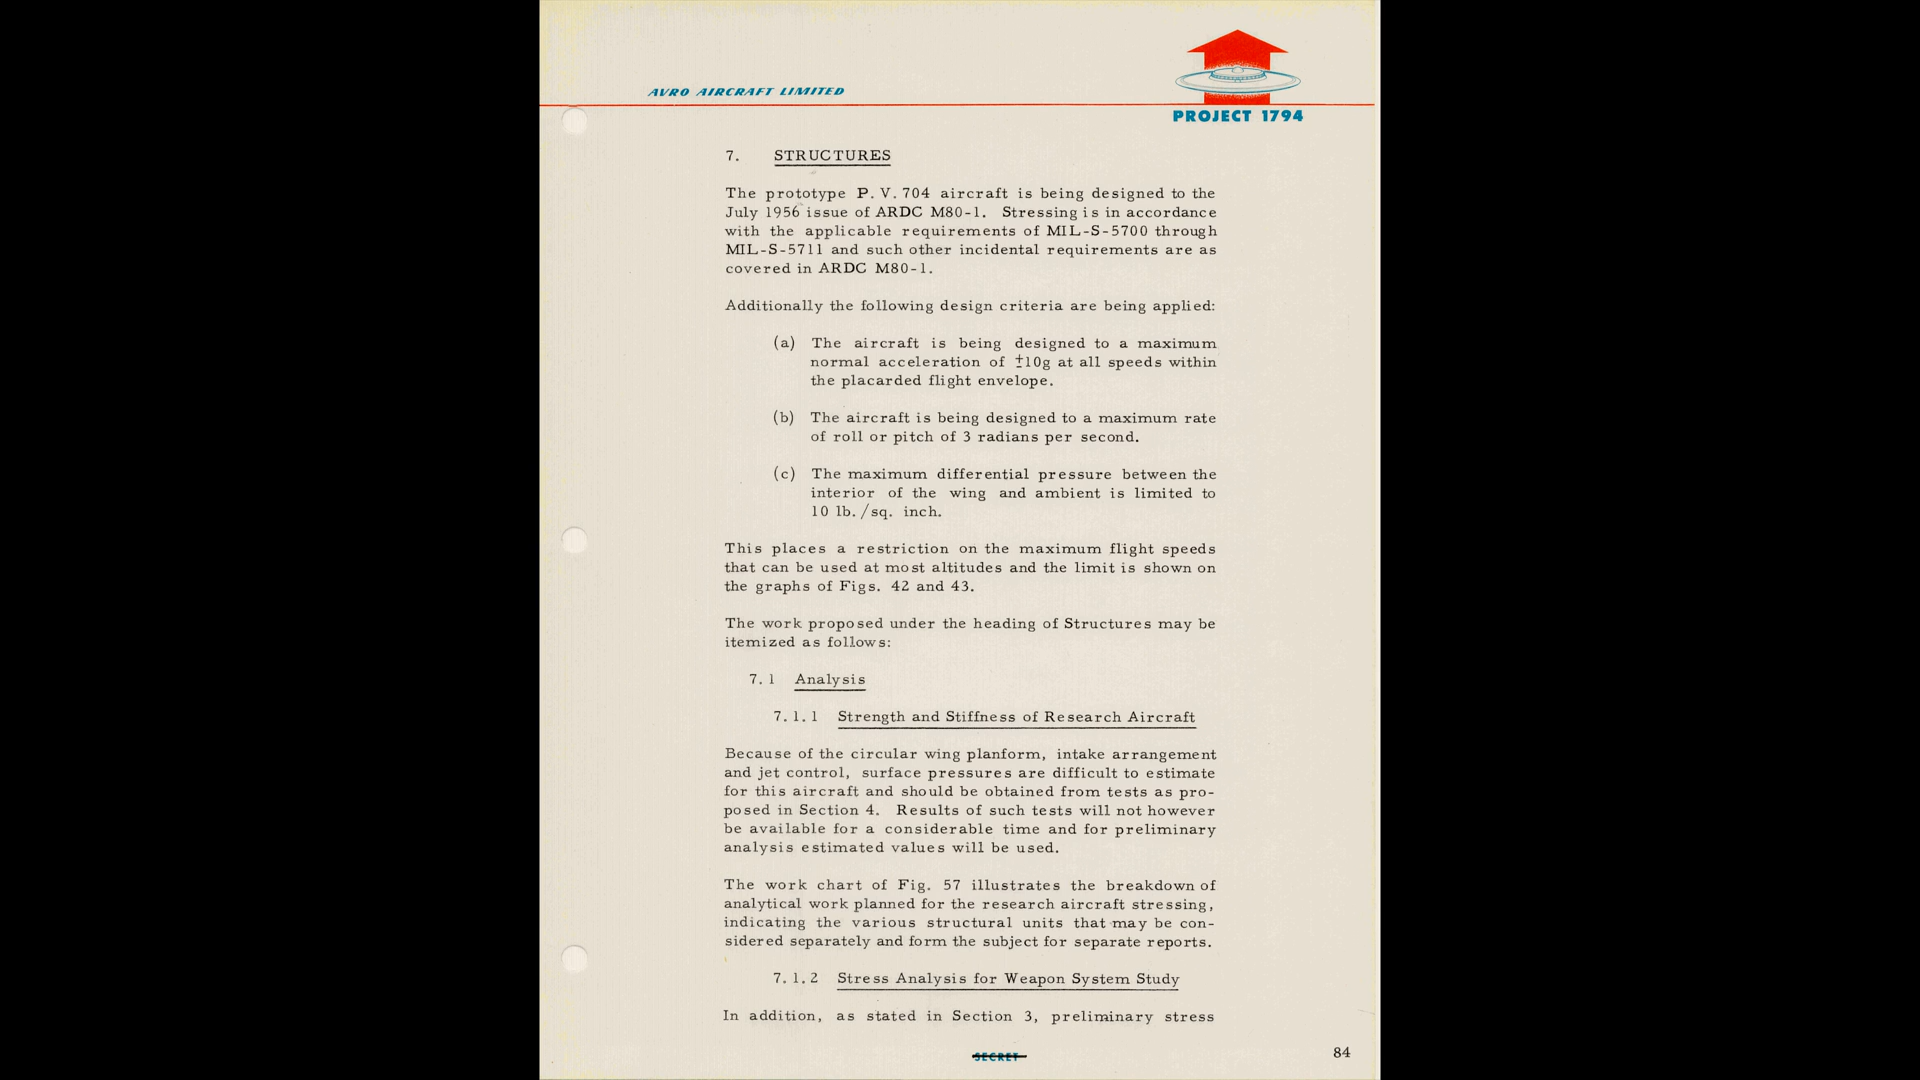 AVRO AIRCRAFT LIMITED
PROJECT 1794
7. STRUCTURES
The prototype P. V. 704 aircraft is being designed to the
July 1956 issue of ARDC M80-1. Stressing is in accordance
with the applicable requirements of MIL-S-5700 through
MIL-S-5711 and such other incidental requirements are as
covered in ARDC M80-1.
Additionally the following design criteria are being applied:
(a) The aircraft is being designed to a maximum
normal acceleration of ±10g at all speeds within
the placarded flight envelope.
(b) The aircraft is being designed to a maximum rate
of roll or pitch of 3 radians per second.
(c) The maximum differential pressure between the
interior of the wing and ambient is limited to
10 lb. /sq. inch.
This places a restriction on the maximum flight speeds
that can be used at most altitudes and the limit is shown on
the graphs of Figs. 42 and 43.
The work proposed under the heading of Structures may be
itemized as follows:
7. 1 Analysis
7. 1. 1 Strength and Stiffness of Research Aircraft
Because of the circular wing planform, intake arrangement
and jet control, surface pressures are difficult to estimate
for this aircraft and should be obtained from tests as pro-
posed in Section 4. Results of such tests will not however
be available for a considerable time and for preliminary
analysis estimated values will be used.
The work chart of Fig. 57 illustrates the breakdown of
analytical work planned for the research aircraft stressing,
indicating the various structural units that may be con-
sidered separately and form the subject for separate reports.
7. 1. 2 Stress Analysis for Weapon System Study
In addition, as stated in Section 3, preliminary stress
SECRET
84